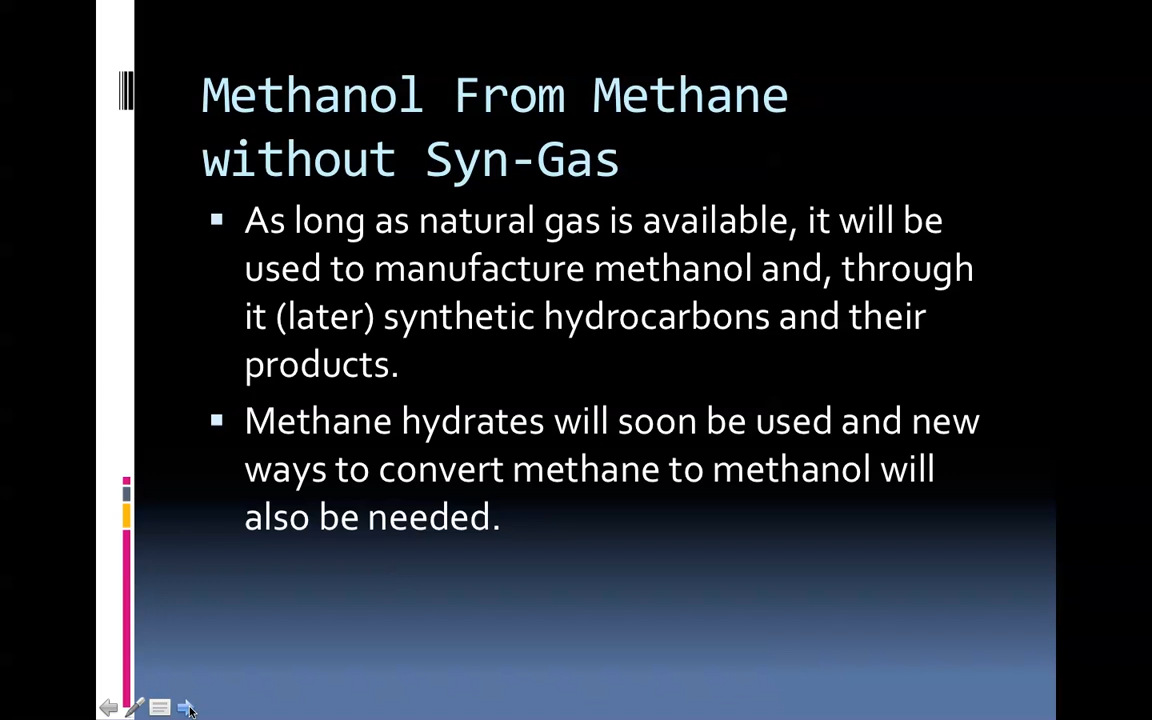 Methanol From Methane
without Syn-Gas
As long as natural gas is available, it will be
used to manufacture methanol and, through
it (later) synthetic hydrocarbons and their
products.
Methane hydrates will soon be used and new
ways to convert methane to methanol will
also be needed.